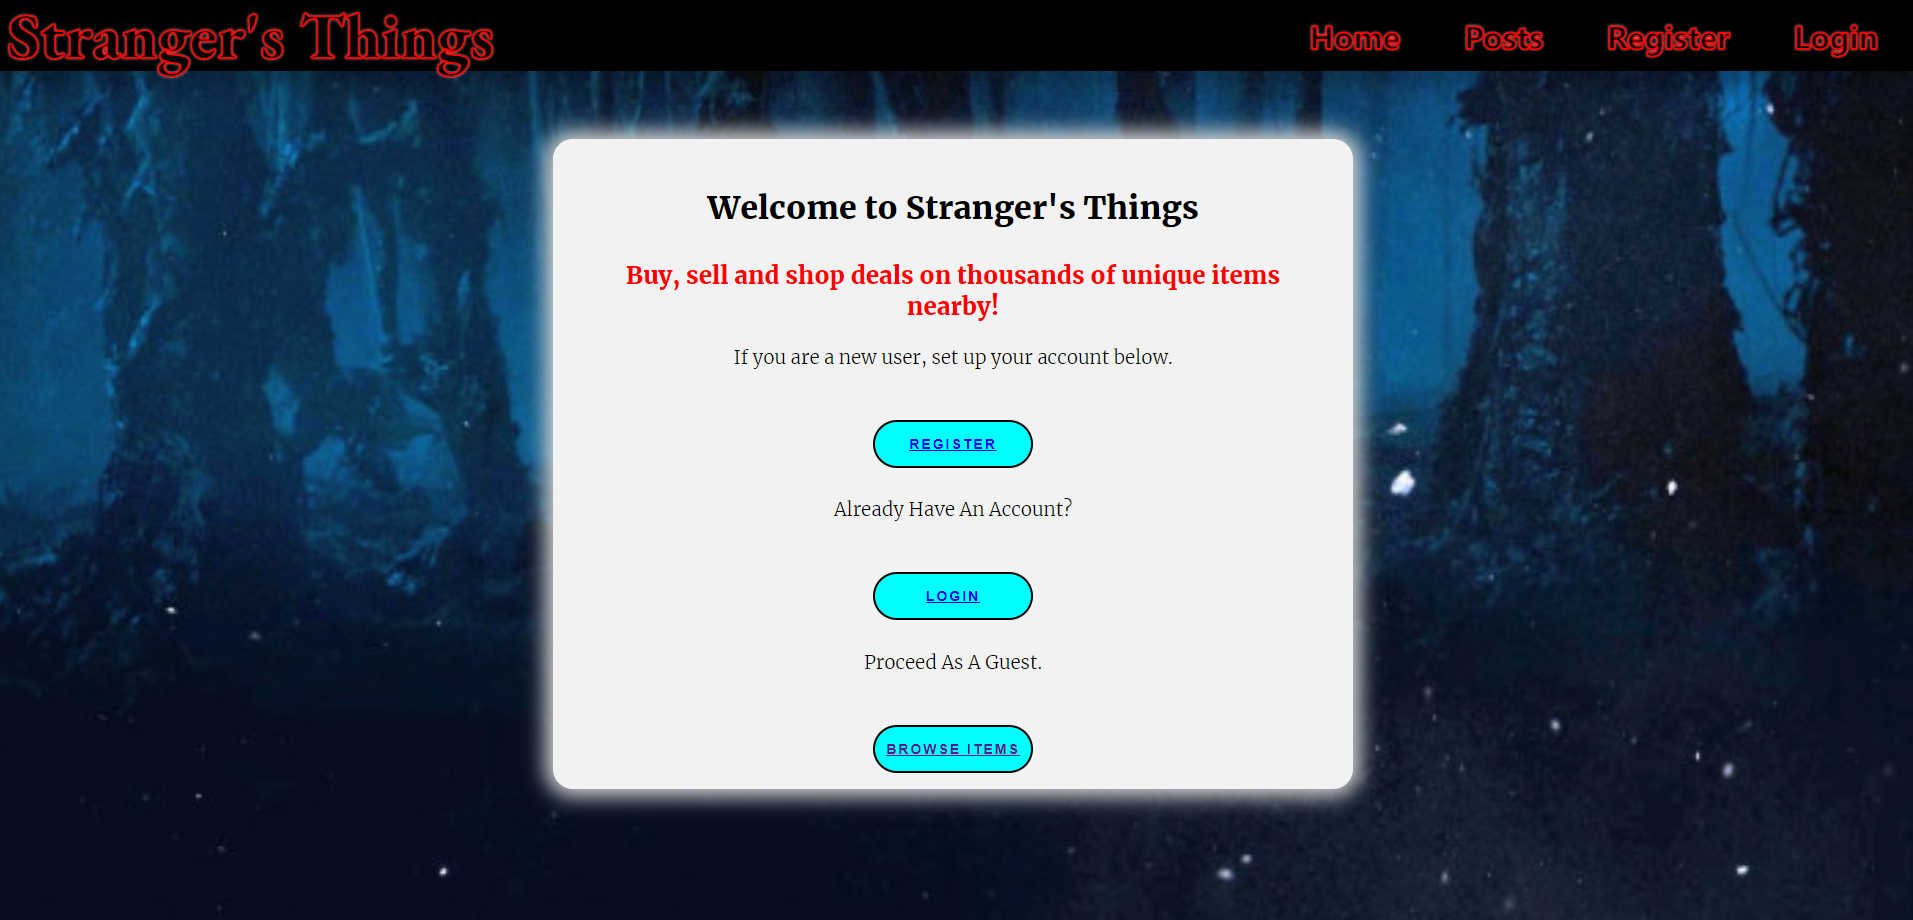 Stranger's Things
Home
Posts
Register
Login
Welcome to Stranger's Things
Buy, sell and shop deals on thousands of unique items
nearby!
If you are a new user, set up your account below.
REGISTER
Already Have An Account?
LOGIN
Proceed As A Guest.
BROWSE ITEMS